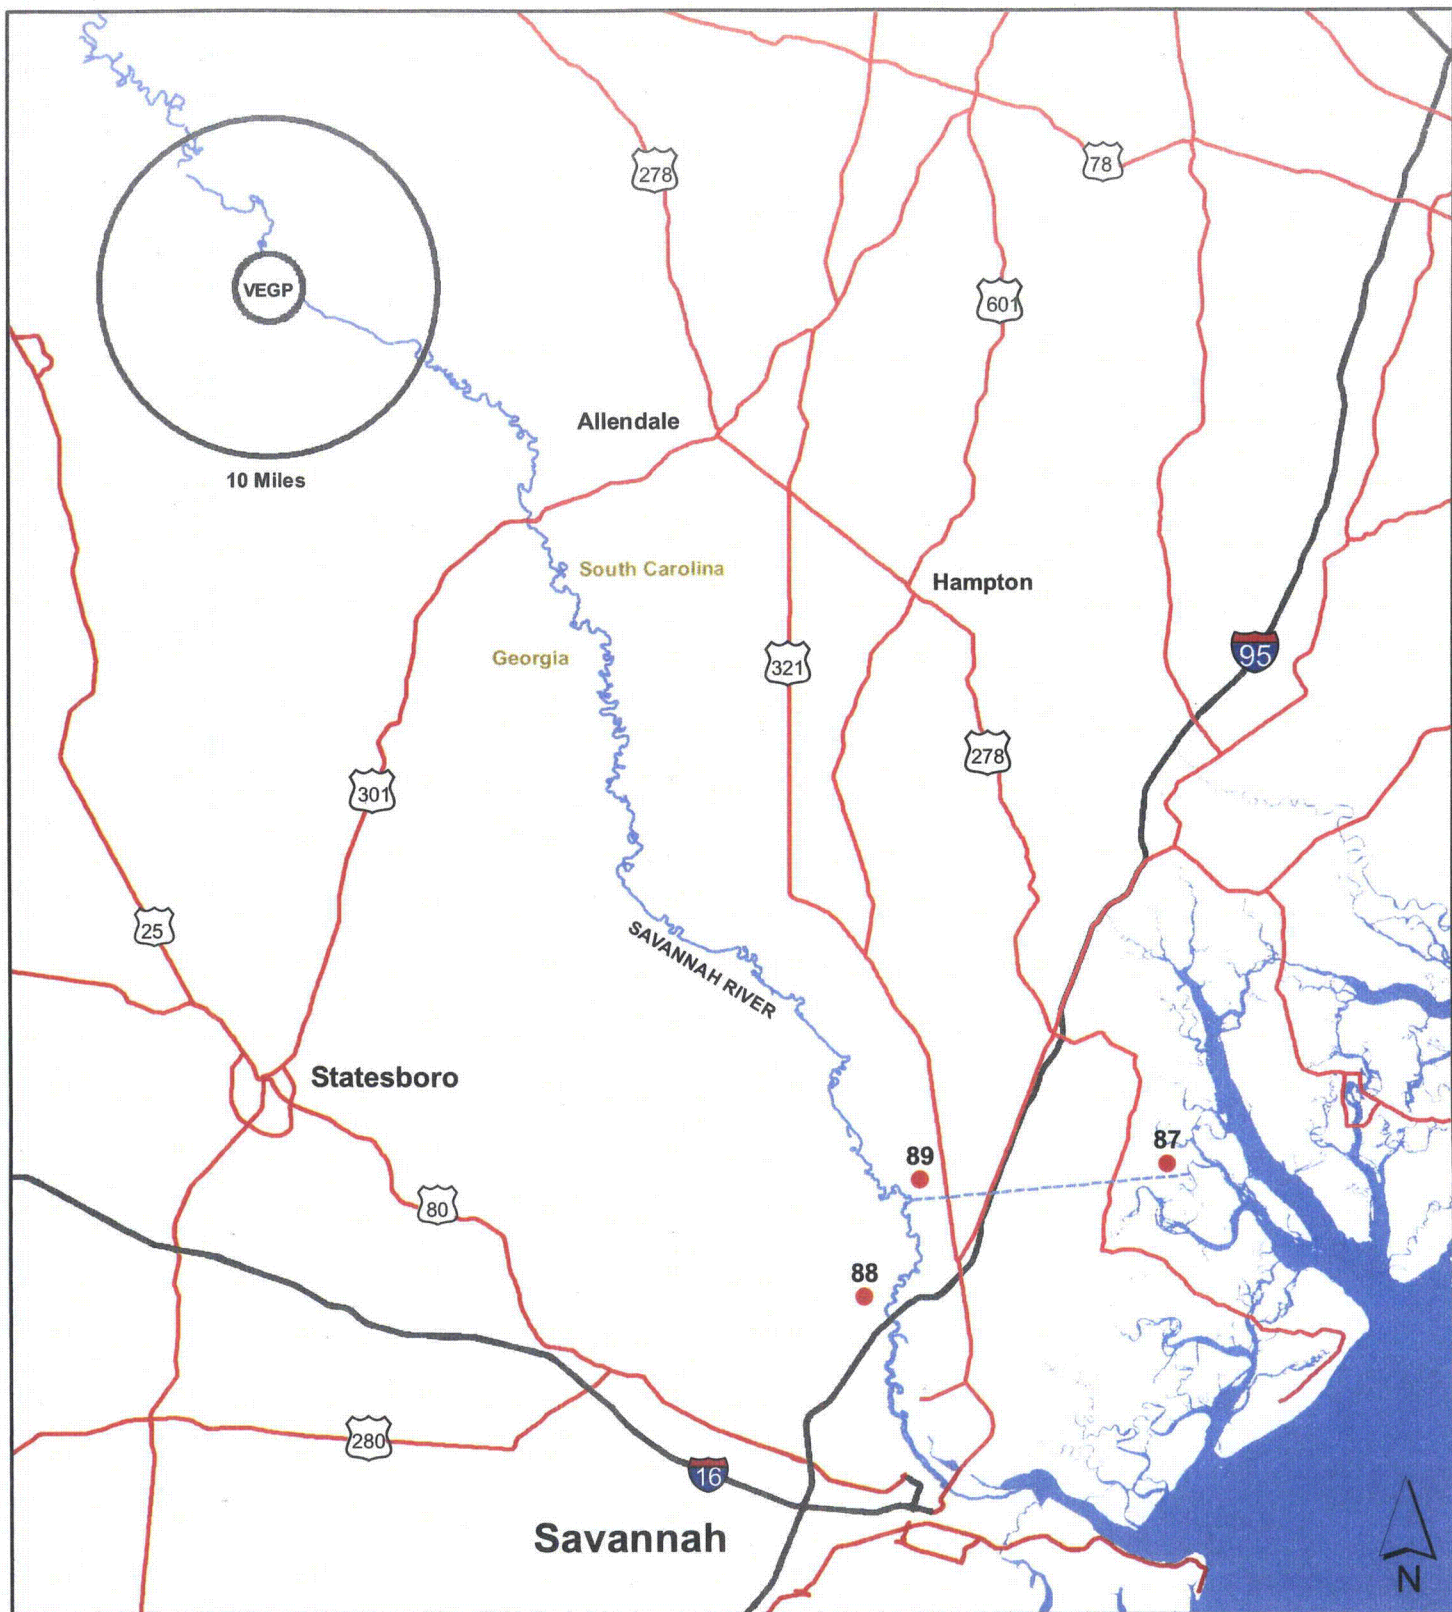 278
78
VEGP
601
Allendale
10 Miles
South Carolina
Hampton
Georgia
321
95
278
301
25
SAVANNAH RIVER
Statesboro
87
89
80
88
280
16
Savannah
N